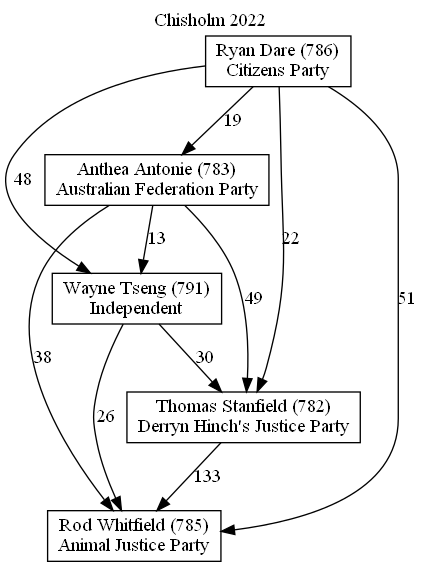 Chisholm 2022
Ryan Dare (786)
Citizens Party
19
Anthea Antonie (783)
Australian Federation Party
48
13
22
Wayne Tseng (791)
Independent
49
51
38
30
26
Thomas Stanfield (782)
Derryn Hinch's Justice Party
133
Rod Whitfield (785)
Animal Justice Party